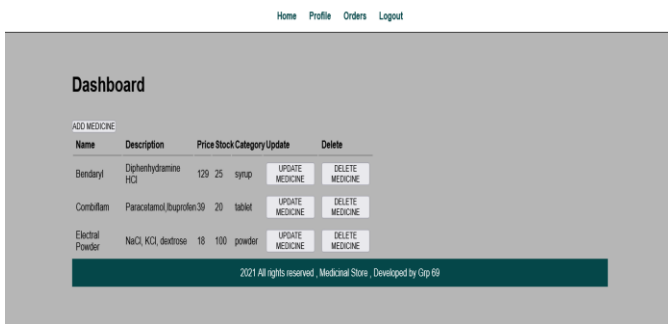 Home Profile Orders Logout
Dashboard
ADD MEDICINE
Name Description Price Stock Category Update Delete
Bendaryl Diphenhydramine HCl 129 25 syrup UPDATE MEDICINE DELETE MEDICINE
Combiflam Paracetamol,Ibuprofen 39 20 tablet UPDATE MEDICINE DELETE MEDICINE
Electral Powder NaCl, KCl, dextrose 18 100 powder UPDATE MEDICINE DELETE MEDICINE
2021 All rights reserved , Medicinal Store , Developed by Grp 69